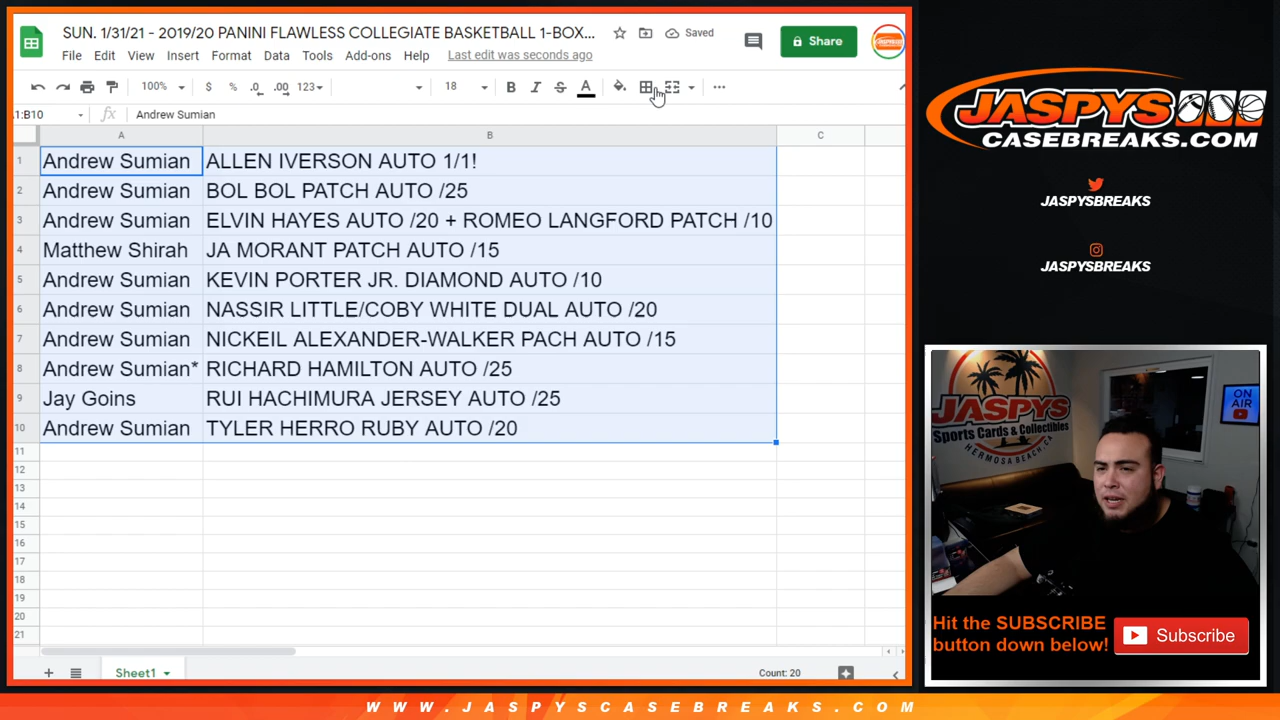 SUN. 1/31/21 - 2019/20 PANINI FLAWLESS COLLEGIATE BASKETBALL 1-BOX...
Saved
Share
File Edit View Insert Format Data Tools Add-ons Help Last edit was seconds ago
100% $ % .0 .00 123 18 B I S A
1:B10 fx Andrew Sumian
A B C
1 Andrew Sumian ALLEN IVERSON AUTO 1/1!
2 Andrew Sumian BOL BOL PATCH AUTO /25
3 Andrew Sumian ELVIN HAYES AUTO /20 + ROMEO LANGFORD PATCH /10
4 Matthew Shirah JA MORANT PATCH AUTO /15
5 Andrew Sumian KEVIN PORTER JR. DIAMOND AUTO /10
6 Andrew Sumian NASSIR LITTLE/COBY WHITE DUAL AUTO /20
7 Andrew Sumian NICKEIL ALEXANDER-WALKER PACH AUTO /15
8 Andrew Sumian* RICHARD HAMILTON AUTO /25
9 Jay Goins RUI HACHIMURA JERSEY AUTO /25
10 Andrew Sumian TYLER HERRO RUBY AUTO /20
11
12
13
14
15
16
17
18
19
20
21
Sheet1
Count: 20
JASPYS
CASEBREAKS.COM
JASPYSBREAKS
JASPYSBREAKS
JASPYS
Sports Cards & Collectibles
HERMOSA BEACH, CA
ON AIR
Hit the SUBSCRIBE
button down below!
Subscribe
WWW.JASPYSCASEBREAKS.COM